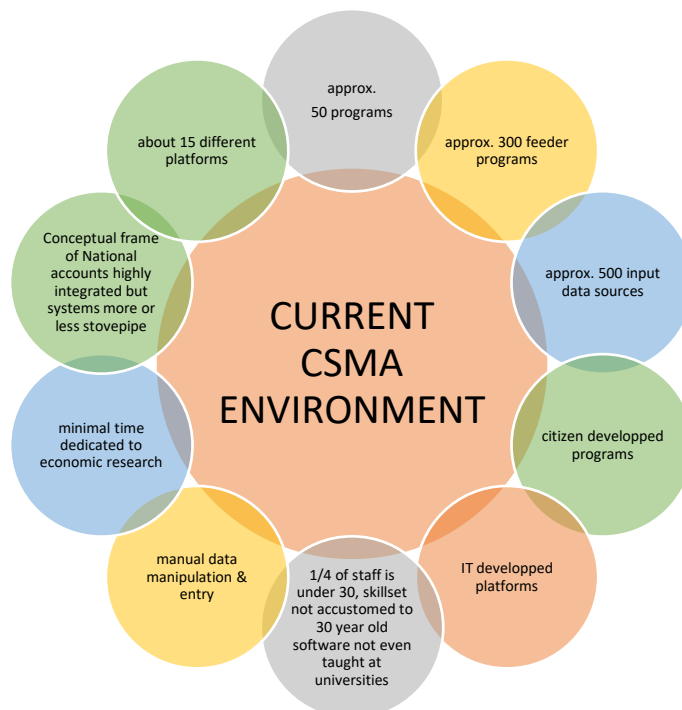 approx.
50 programs
approx. 300 feeder
programs
approx. 500 input
data sources
citizen developped
programs
IT developped
platforms
1/4 of staff is
under 30, skillset
not accustomed to
30 year old
software not even
taught at
universities
manual data
manipulation &
entry
minimal time
dedicated to
economic research
Conceptual frame
of National
accounts highly
integrated but
systems more or
less stovepipe
about 15 different
platforms
CURRENT
CSMA
ENVIRONMENT